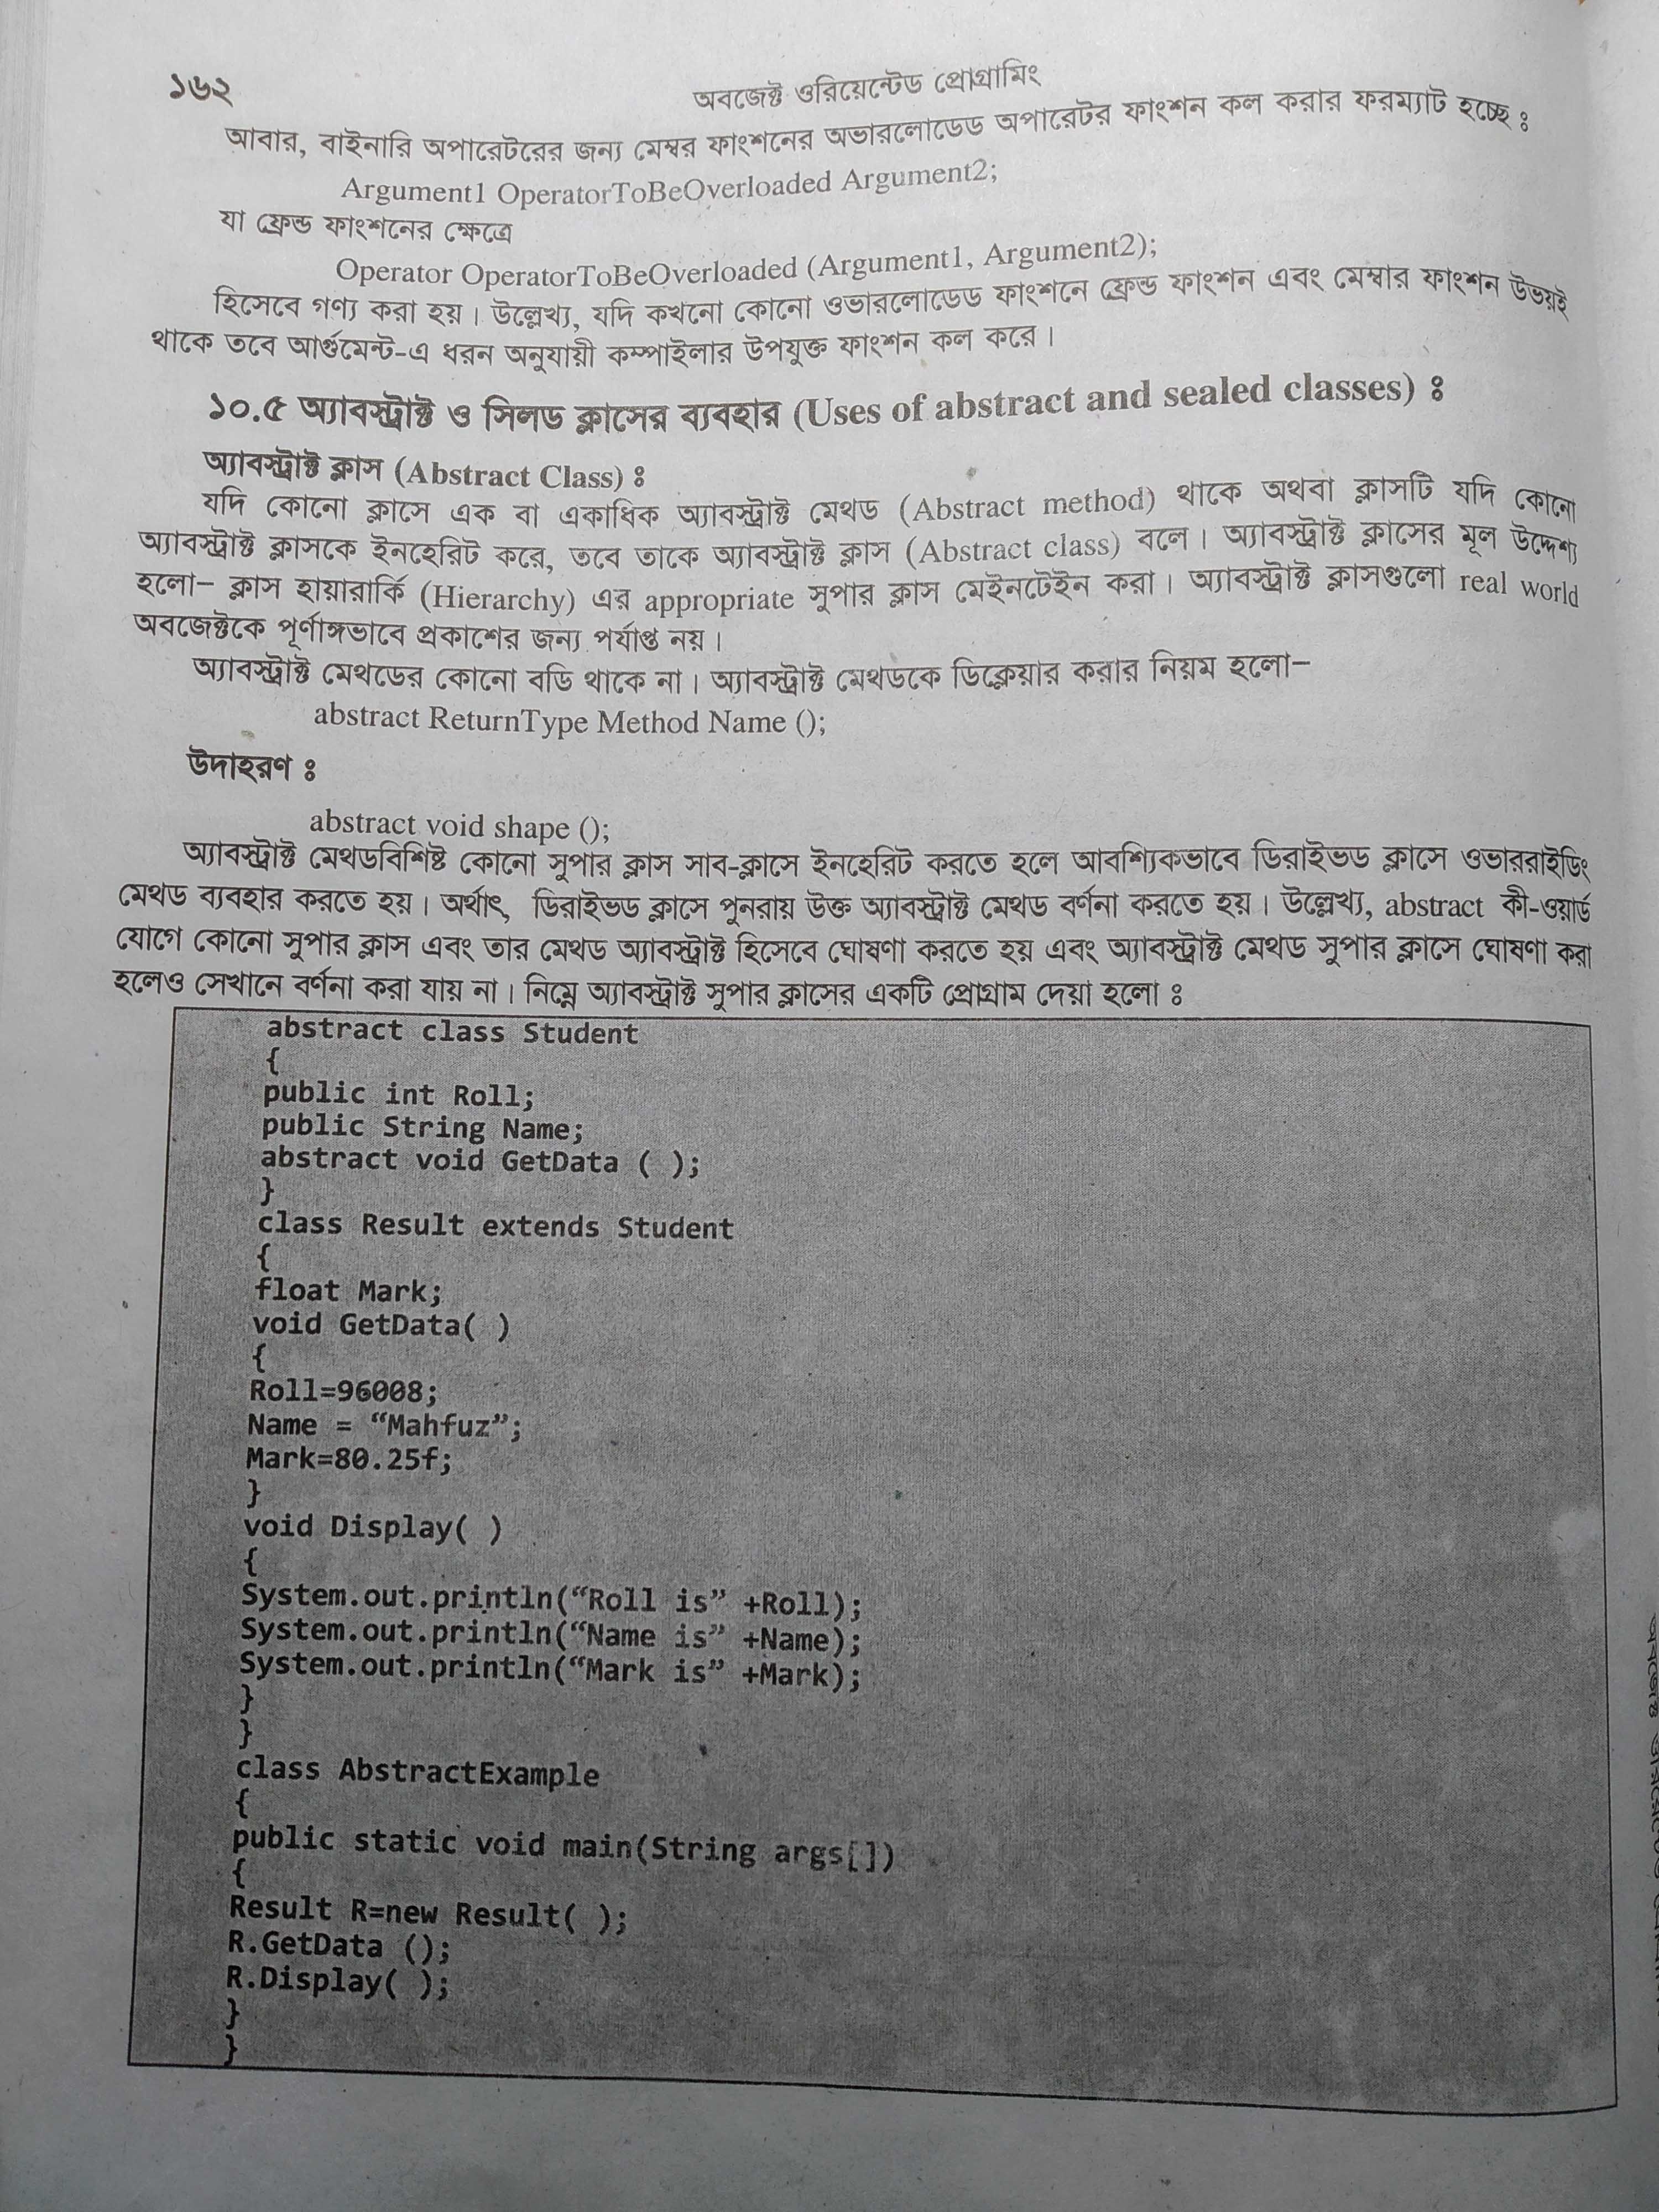 ১৬২
অবজেক্ট ওরিয়েন্টেড প্রোগ্রামিং
আবার, বাইনারি অপারেটরের জন্য মেম্বর ফাংশনের অভারলোডেড অপারেটর ফাংশন কল করার ফরম্যাট হচ্ছে ঃ
Argument1 OperatorToBeOverloaded Argument2;
যা ফ্রেন্ড ফাংশনের ক্ষেত্রে
Operator OperatorToBeOverloaded (Argument1, Argument2);
হিসেবে গণ্য করা হয়। উল্লেখ্য, যদি কখনো কোনো ওভারলোডেড ফাংশনে ফ্রেন্ড ফাংশন এবং মেম্বার ফাংশন উভয়ই
থাকে তবে আর্গুমেন্ট-এ ধরন অনুযায়ী কম্পাইলার উপযুক্ত ফাংশন কল করে।
১০.৫ অ্যাবস্ট্রাক্ট ও সিলড ক্লাসের ব্যবহার (Uses of abstract and sealed classes) ঃ
অ্যাবস্ট্রাক্ট ক্লাস (Abstract Class) ঃ
যদি কোনো ক্লাসে এক বা একাধিক অ্যাবস্ট্রাক্ট মেথড (Abstract method) থাকে অথবা ক্লাসটি যদি কোনো
অ্যাবস্ট্রাক্ট ক্লাসকে ইনহেরিট করে, তবে তাকে অ্যাবস্ট্রাক্ট ক্লাস (Abstract class) বলে। অ্যাবস্ট্রাক্ট ক্লাসের মূল উদ্দেশ্য
হলো– ক্লাস হায়ারার্কি (Hierarchy) এর appropriate সুপার ক্লাস মেইনটেইন করা। অ্যাবস্ট্রাক্ট ক্লাসগুলো real world
অবজেক্টকে পূর্ণাঙ্গভাবে প্রকাশের জন্য পর্যাপ্ত নয়।
অ্যাবস্ট্রাক্ট মেথডের কোনো বডি থাকে না। অ্যাবস্ট্রাক্ট মেথডকে ডিক্লেয়ার করার নিয়ম হলো–
abstract ReturnType Method Name ();
উদাহরণ ঃ
abstract void shape ();
অ্যাবস্ট্রাক্ট মেথডবিশিষ্ট কোনো সুপার ক্লাস সাব-ক্লাসে ইনহেরিট করতে হলে আবশ্যিকভাবে ডিরাইভড ক্লাসে ওভাররাইডিং
মেথড ব্যবহার করতে হয়। অর্থাৎ, ডিরাইভড ক্লাসে পুনরায় উক্ত অ্যাবস্ট্রাক্ট মেথড বর্ণনা করতে হয়। উল্লেখ্য, abstract কী-ওয়ার্ড
যোগে কোনো সুপার ক্লাস এবং তার মেথড অ্যাবস্ট্রাক্ট হিসেবে ঘোষণা করতে হয় এবং অ্যাবস্ট্রাক্ট মেথড সুপার ক্লাসে ঘোষণা করা
হলেও সেখানে বর্ণনা করা যায় না। নিম্নে অ্যাবস্ট্রাক্ট সুপার ক্লাসের একটি প্রোগ্রাম দেয়া হলো ঃ
abstract class Student
{
public int Roll;
public String Name;
abstract void GetData ( );
}
class Result extends Student
{
float Mark;
void GetData( )
{
Roll=96008;
Name = “Mahfuz”;
Mark=80.25f;
}
void Display( )
{
System.out.println(“Roll is” +Roll);
System.out.println(“Name is” +Name);
System.out.println(“Mark is” +Mark);
}
}
class AbstractExample
{
public static void main(String args[])
{
Result R=new Result( );
R.GetData ();
R.Display( );
}
}